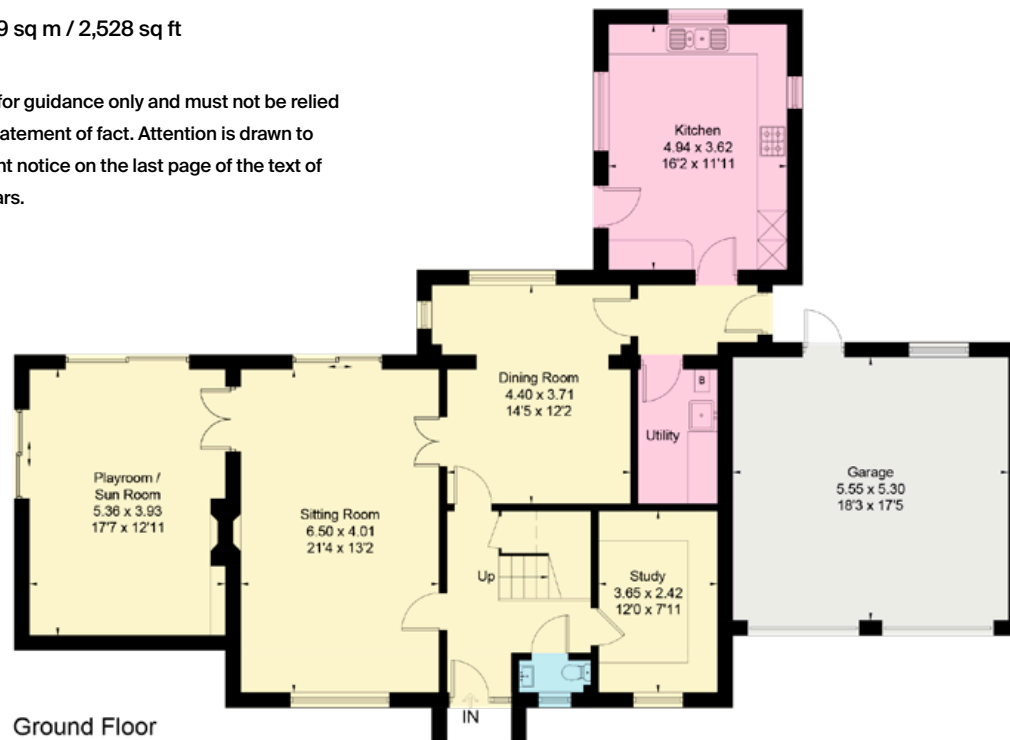 9 sq m / 2,528 sq ft
for guidance only and must not be relied
atement of fact. Attention is drawn to
nt notice on the last page of the text of
ars.
Kitchen
4.94 x 3.62
16'2 x 11'11
Dining Room
4.40 x 3.71
14'5 x 12'2
B
Utility
Playroom /
Sun Room
5.36 x 3.93
17'7 x 12'11
Sitting Room
6.50 x 4.01
21'4 x 13'2
Garage
5.55 x 5.30
18'3 x 17'5
Up
Study
3.65 x 2.42
12'0 x 7'11
IN
Ground Floor